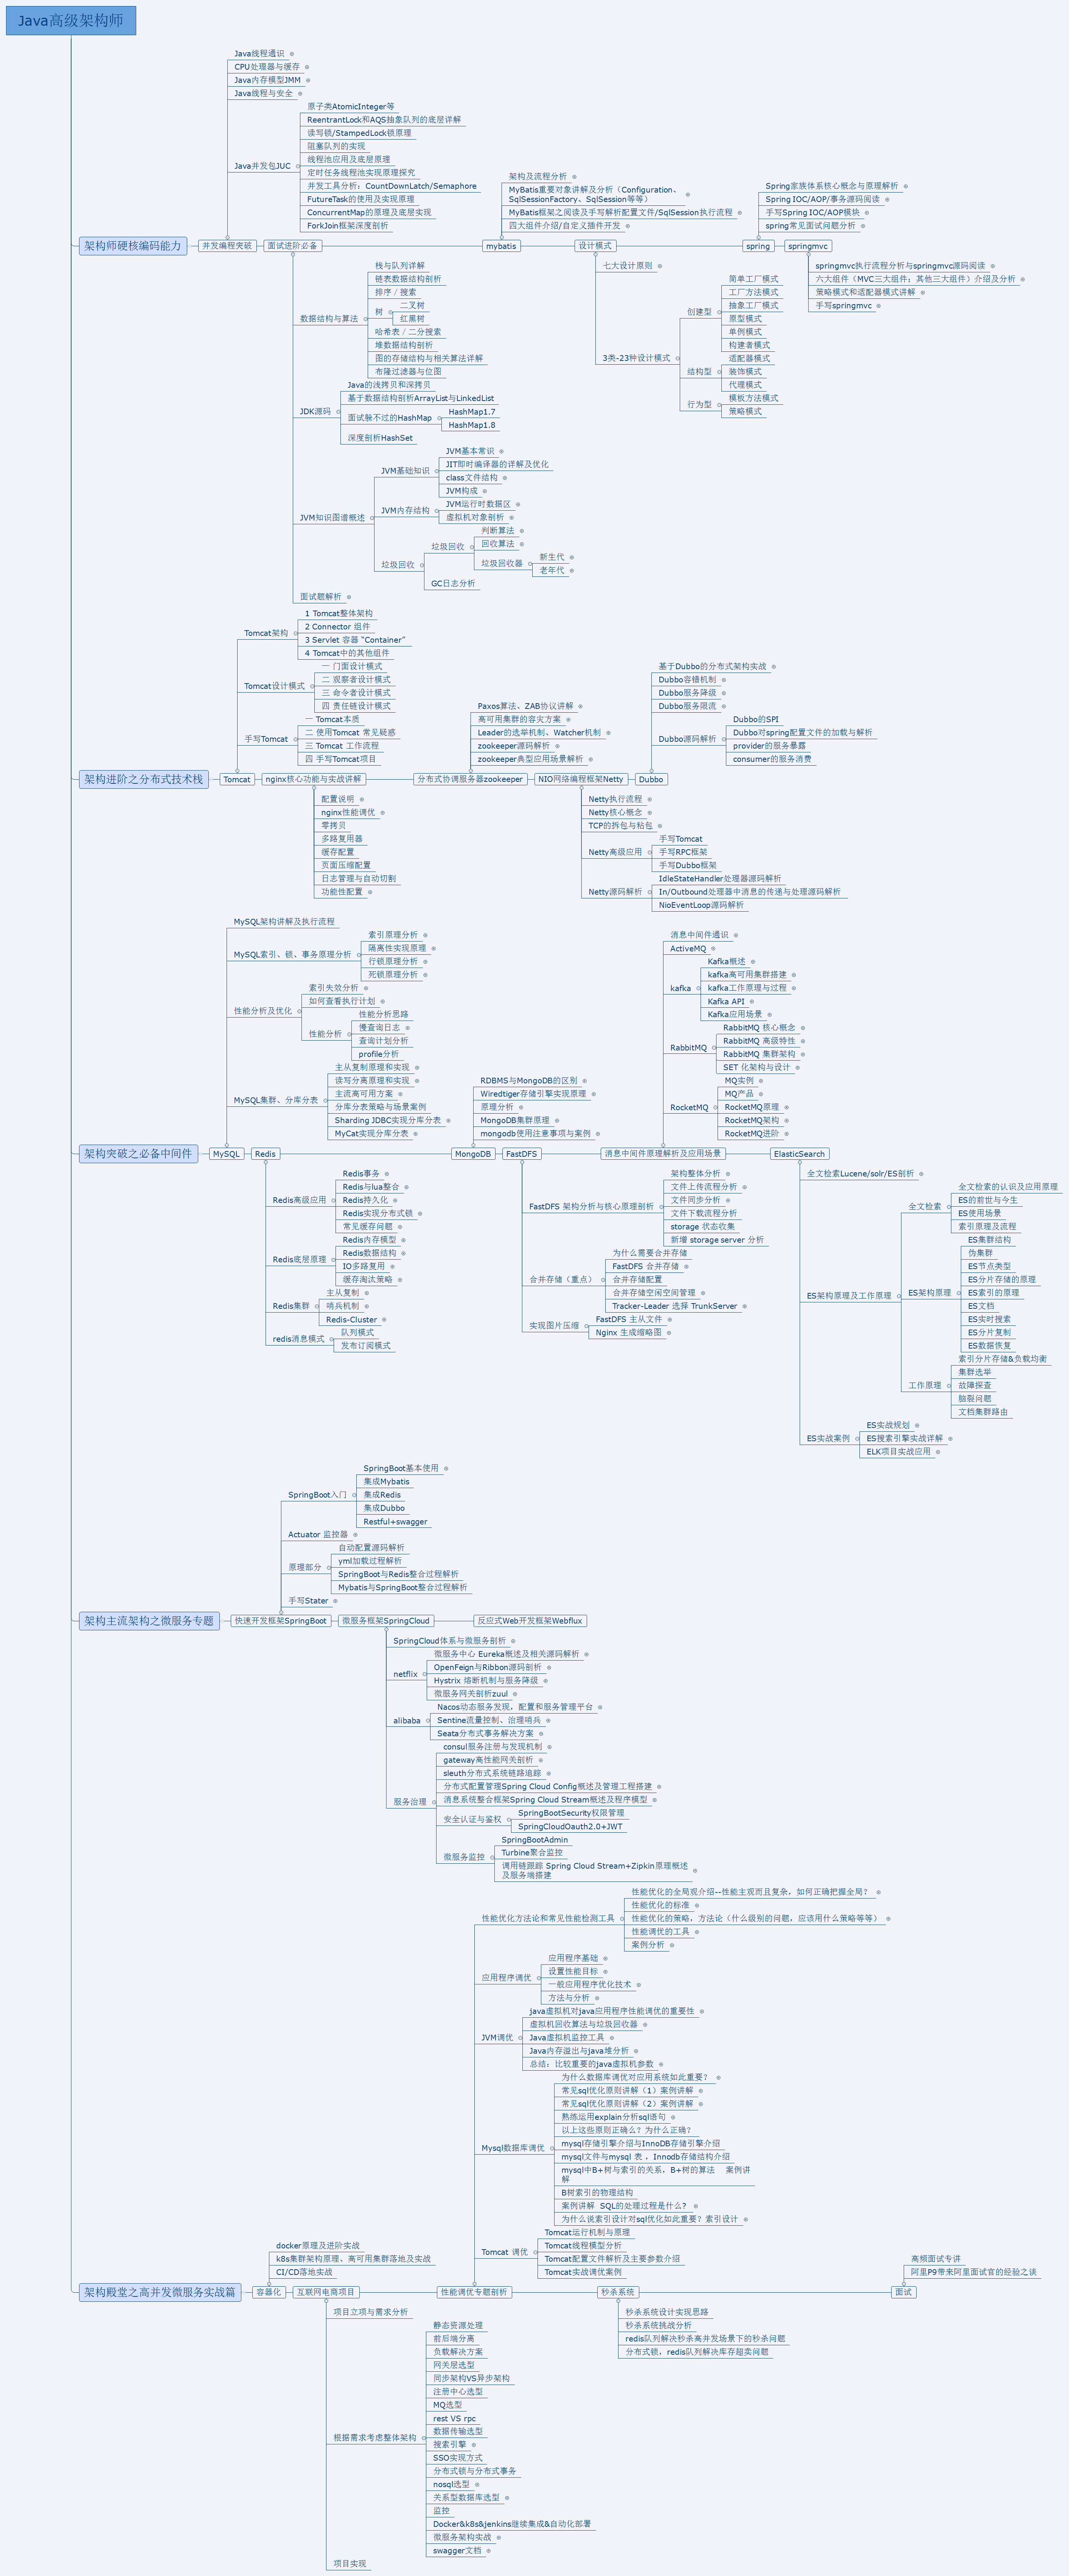 Java高级架构师
Java线程通识
CPU处理器与缓存
Java内存模型JMM
Java线程与安全
Java并发包JUC
原子类AtomicInteger等
ReentrantLock和AQS抽象队列的底层详解
读写锁/StampedLock锁原理
阻塞队列的实现
线程池应用及底层原理
定时任务线程池实现原理探究
并发工具分析：CountDownLatch/Semaphore
FutureTask的使用及实现原理
ConcurrentMap的原理及底层实现
ForkJoin框架深度剖析
架构及流程分析
MyBatis重要对象讲解及分析（Configuration、
SqlSessionFactory、SqlSession等等）
MyBatis框架之阅读及手写解析配置文件/SqlSession执行流程
四大组件介绍/自定义插件开发
Spring家族体系核心概念与原理解析
Spring IOC/AOP/事务源码阅读
手写Spring IOC/AOP模块
spring常见面试问题分析
架构师硬核编码能力
并发编程突破
面试进阶必备
mybatis
设计模式
spring
springmvc
数据结构与算法
栈与队列详解
链表数据结构剖析
排序／搜索
树
二叉树
红黑树
哈希表／二分搜索
堆数据结构剖析
图的存储结构与相关算法详解
布隆过滤器与位图
JDK源码
Java的浅拷贝和深拷贝
基于数据结构剖析ArrayList与LinkedList
面试躲不过的HashMap
HashMap1.7
HashMap1.8
深度剖析HashSet
JVM知识图谱概述
JVM基础知识
JVM基本常识
JIT即时编译器的详解及优化
class文件结构
JVM构成
JVM内存结构
JVM运行时数据区
虚拟机对象剖析
垃圾回收
垃圾回收
判断算法
回收算法
垃圾回收器
新生代
老年代
GC日志分析
面试题解析
七大设计原则
3类-23种设计模式
创建型
简单工厂模式
工厂方法模式
抽象工厂模式
原型模式
单例模式
构建者模式
结构型
适配器模式
装饰模式
代理模式
行为型
模板方法模式
策略模式
springmvc执行流程分析与springmvc源码阅读
六大组件（MVC三大组件；其他三大组件）介绍及分析
策略模式和适配器模式讲解
手写springmvc
Tomcat架构
1 Tomcat整体架构
2 Connector 组件
3 Servlet 容器 “Container”
4 Tomcat中的其他组件
Tomcat设计模式
一 门面设计模式
二 观察者设计模式
三 命令者设计模式
四 责任链设计模式
手写Tomcat
一 Tomcat本质
二 使用Tomcat 常见疑惑
三 Tomcat 工作流程
四 手写Tomcat项目
Paxos算法、ZAB协议讲解
高可用集群的容灾方案
Leader的选举机制、Watcher机制
zookeeper源码解析
zookeeper典型应用场景解析
基于Dubbo的分布式架构实战
Dubbo容错机制
Dubbo服务降级
Dubbo服务限流
Dubbo源码解析
Dubbo的SPI
Dubbo对spring配置文件的加载与解析
provider的服务暴露
consumer的服务消费
架构进阶之分布式技术栈
Tomcat
nginx核心功能与实战讲解
分布式协调服务器zookeeper
NIO网络编程框架Netty
Dubbo
配置说明
nginx性能调优
零拷贝
多路复用器
缓存配置
页面压缩配置
日志管理与自动切割
功能性配置
Netty执行流程
Netty核心概念
TCP的拆包与粘包
Netty高级应用
手写Tomcat
手写RPC框架
手写Dubbo框架
Netty源码解析
IdleStateHandler处理器源码解析
In/Outbound处理器中消息的传递与处理源码解析
NioEventLoop源码解析
MySQL架构讲解及执行流程
MySQL索引、锁、事务原理分析
索引原理分析
隔离性实现原理
行锁原理分析
死锁原理分析
性能分析及优化
索引失效分析
如何查看执行计划
性能分析
性能分析思路
慢查询日志
查询计划分析
profile分析
MySQL集群、分库分表
主从复制原理和实现
读写分离原理和实现
主流高可用方案
分库分表策略与场景案例
Sharding JDBC实现分库分表
MyCat实现分库分表
RDBMS与MongoDB的区别
Wiredtiger存储引擎实现原理
原理分析
MongoDB集群原理
mongodb使用注意事项与案例
消息中间件通识
ActiveMQ
kafka
Kafka概述
kafka高可用集群搭建
kafka工作原理与过程
Kafka API
Kafka应用场景
RabbitMQ
RabbitMQ 核心概念
RabbitMQ 高级特性
RabbitMQ 集群架构
SET 化架构与设计
RocketMQ
MQ实例
MQ产品
RocketMQ原理
RocketMQ架构
RocketMQ进阶
架构突破之必备中间件
MySQL
Redis
MongoDB
FastDFS
消息中间件原理解析及应用场景
ElasticSearch
Redis高级应用
Redis事务
Redis与lua整合
Redis持久化
Redis实现分布式锁
常见缓存问题
Redis底层原理
Redis内存模型
Redis数据结构
IO多路复用
缓存淘汰策略
Redis集群
主从复制
哨兵机制
Redis-Cluster
redis消息模式
队列模式
发布订阅模式
FastDFS 架构分析与核心原理剖析
架构整体分析
文件上传流程分析
文件同步分析
文件下载流程分析
storage 状态收集
新增 storage server 分析
合并存储（重点）
为什么需要合并存储
FastDFS 合并存储
合并存储配置
合并存储空闲空间管理
Tracker-Leader 选择 TrunkServer
实现图片压缩
FastDFS 主从文件
Nginx 生成缩略图
全文检索Lucene/solr/ES剖析
ES架构原理及工作原理
全文检索
全文检索的认识及应用原理
ES的前世与今生
ES使用场景
索引原理及流程
ES架构原理
ES集群结构
伪集群
ES节点类型
ES分片存储的原理
ES索引的原理
ES文档
ES实时搜索
ES分片复制
ES数据恢复
工作原理
索引分片存储&负载均衡
集群选举
故障探查
脑裂问题
文档集群路由
ES实战案例
ES实战规划
ES搜索引擎实战详解
ELK项目实战应用
SpringBoot入门
SpringBoot基本使用
集成Mybatis
集成Redis
集成Dubbo
Restful+swagger
Actuator 监控器
原理部分
自动配置源码解析
yml加载过程解析
SpringBoot与Redis整合过程解析
Mybatis与SpringBoot整合过程解析
手写Stater
架构主流架构之微服务专题
快速开发框架SpringBoot
微服务框架SpringCloud
反应式Web开发框架Webflux
SpringCloud体系与微服务剖析
netflix
微服务中心 Eureka概述及相关源码解析
OpenFeign与Ribbon源码剖析
Hystrix 熔断机制与服务降级
微服务网关剖析zuul
alibaba
Nacos动态服务发现，配置和服务管理平台
Sentine流量控制、治理哨兵
Seata分布式事务解决方案
服务治理
consul服务注册与发现机制
gateway高性能网关剖析
sleuth分布式系统链路追踪
分布式配置管理Spring Cloud Config概述及管理工程搭建
消息系统整合框架Spring Cloud Stream概述及程序模型
安全认证与鉴权
SpringBootSecurity权限管理
SpringCloudOauth2.0+JWT
微服务监控
SpringBootAdmin
Turbine聚合监控
调用链跟踪 Spring Cloud Stream+Zipkin原理概述
及服务端搭建
性能优化方法论和常见性能检测工具
性能优化的全局观介绍--性能主观而且复杂，如何正确把握全局？
性能优化的标准
性能优化的策略，方法论（什么级别的问题，应该用什么策略等等）
性能调优的工具
案例分析
应用程序调优
应用程序基础
设置性能目标
一般应用程序优化技术
方法与分析
JVM调优
java虚拟机对java应用程序性能调优的重要性
虚拟机回收算法与垃圾回收器
Java虚拟机监控工具
Java内存溢出与java堆分析
总结：比较重要的java虚拟机参数
Mysql数据库调优
为什么数据库调优对应用系统如此重要？
常见sql优化原则讲解（1）案例讲解
常见sql优化原则讲解（2）案例讲解
熟练运用explain分析sql语句
以上这些原则正确么？为什么正确？
mysql存储引擎介绍与InnoDB存储引擎介绍
mysql文件与mysql 表 ，Innodb存储结构介绍
mysql中B+树与索引的关系，B+树的算法　案例讲
解
B树索引的物理结构
案例讲解 SQL的处理过程是什么？
为什么说索引设计对sql优化如此重要？索引设计
Tomcat 调优
Tomcat运行机制与原理
Tomcat线程模型分析
Tomcat配置文件解析及主要参数介绍
Tomcat实战调优案例
docker原理及进阶实战
k8s集群架构原理、高可用集群落地及实战
CI/CD落地实战
高频面试专讲
阿里P9带来阿里面试官的经验之谈
架构殿堂之高并发微服务实战篇
容器化
互联网电商项目
性能调优专题剖析
秒杀系统
面试
项目立项与需求分析
根据需求考虑整体架构
静态资源处理
前后端分离
负载解决方案
网关层选型
同步架构VS异步架构
注册中心选型
MQ选型
rest VS rpc
数据传输选型
搜索引擎
SSO实现方式
分布式锁与分布式事务
nosql选型
关系型数据库选型
监控
Docker&k8s&jenkins继续集成&自动化部署
微服务架构实战
swagger文档
项目实现
秒杀系统设计实现思路
秒杀系统挑战分析
redis队列解决秒杀高并发场景下的秒杀问题
分布式锁，redis队列解决库存超卖问题